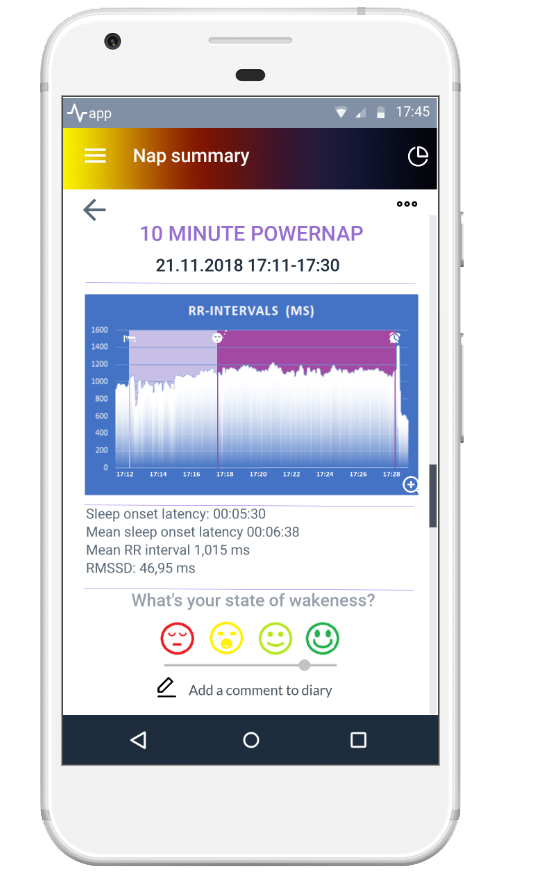 app 17:45
Nap summary
10 MINUTE POWERNAP
21.11.2018 17:11-17:30
RR-INTERVALS (MS)
1600
1400
1200
1000
800
600
400
200
0
17:12 17:14 17:16 17:18 17:20 17:22 17:24 17:26 17:28
Sleep onset latency: 00:05:30
Mean sleep onset latency 00:06:38
Mean RR interval 1,015 ms
RMSSD: 46,95 ms
What's your state of wakeness?
Add a comment to diary